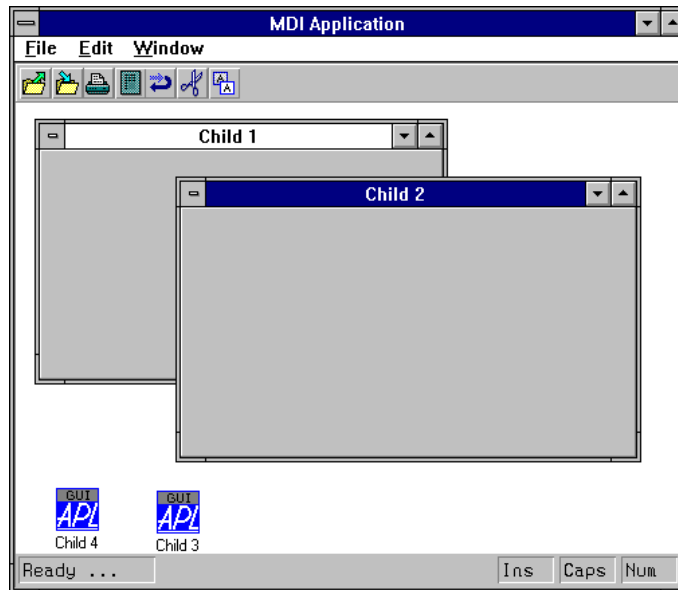 MDI Application
File Edit Window
A A
Child 1
Child 2
GUI GUI
APL APL
Child 4 Child 3
Ready ... Ins Caps Num